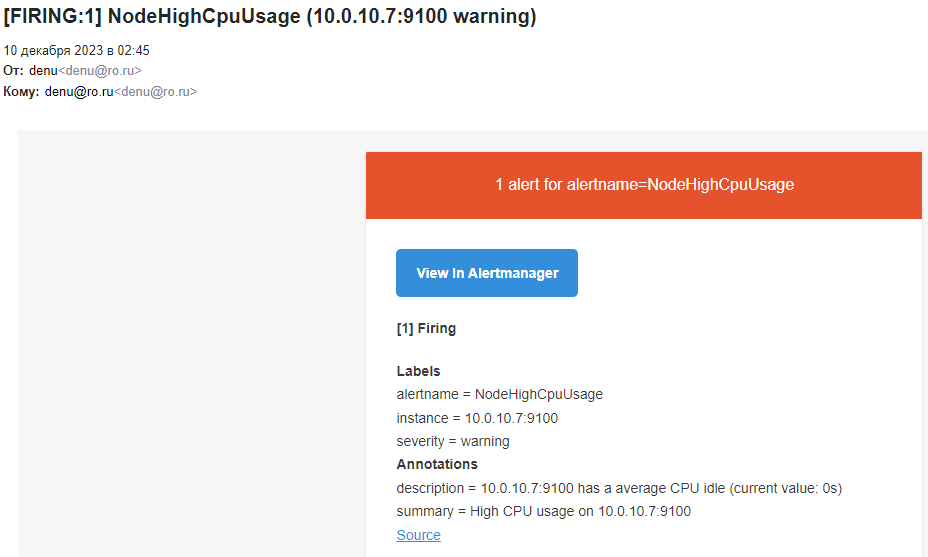 [FIRING:1] NodeHighCpuUsage (10.0.10.7:9100 warning)
10 декабря 2023 в 02:45
От: denu<denu@ro.ru>
Кому: denu@ro.ru<denu@ro.ru>
1 alert for alertname=NodeHighCpuUsage
View In Alertmanager
[1] Firing
Labels
alertname = NodeHighCpuUsage
instance = 10.0.10.7:9100
severity = warning
Annotations
description = 10.0.10.7:9100 has a average CPU idle (current value: 0s)
summary = High CPU usage on 10.0.10.7:9100
Source